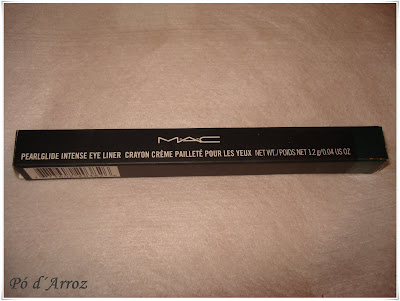 MAC
PEARLGLIDE INTENSE EYE LINER CRAYON CRÈME PAILLETÉ POUR LES YEUX NET WT./POIDS NET 1.2 g/0.04 US OZ
Pó d'Arroz